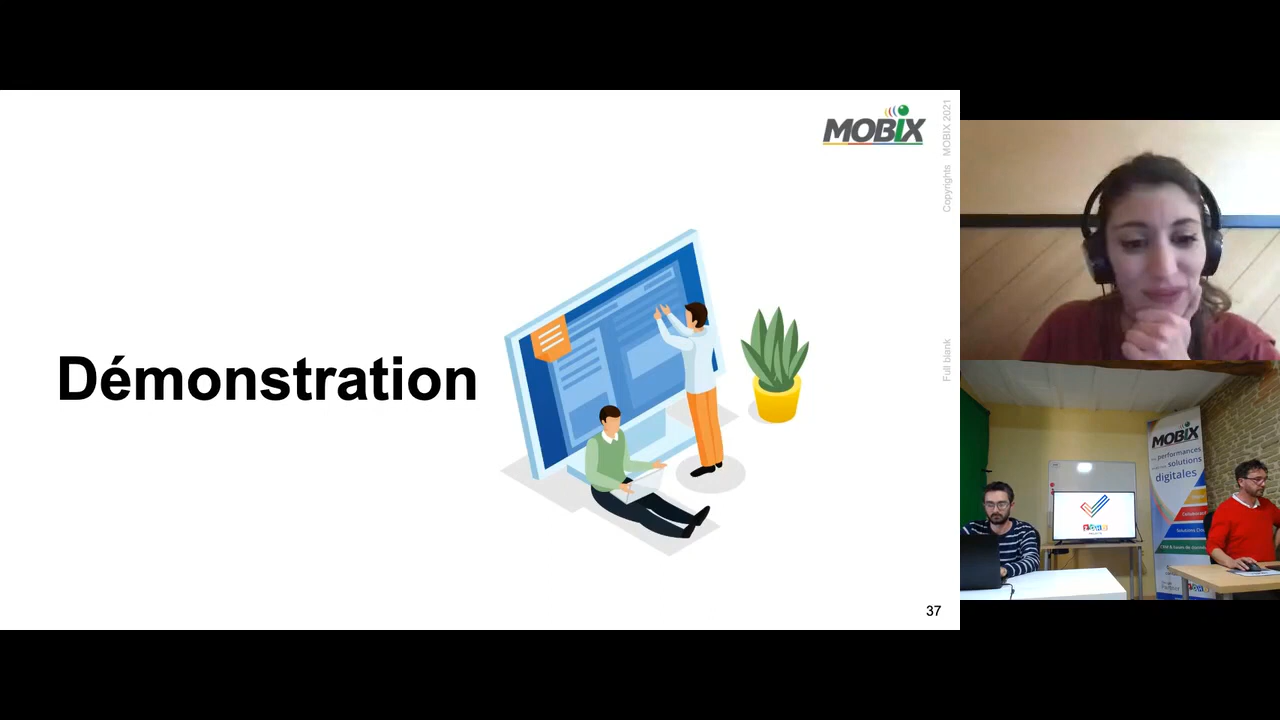 MOBIX
Copyrights MOBIX 2021
Full blank
Démonstration
37
MOBIX
performances
solutions
digitales